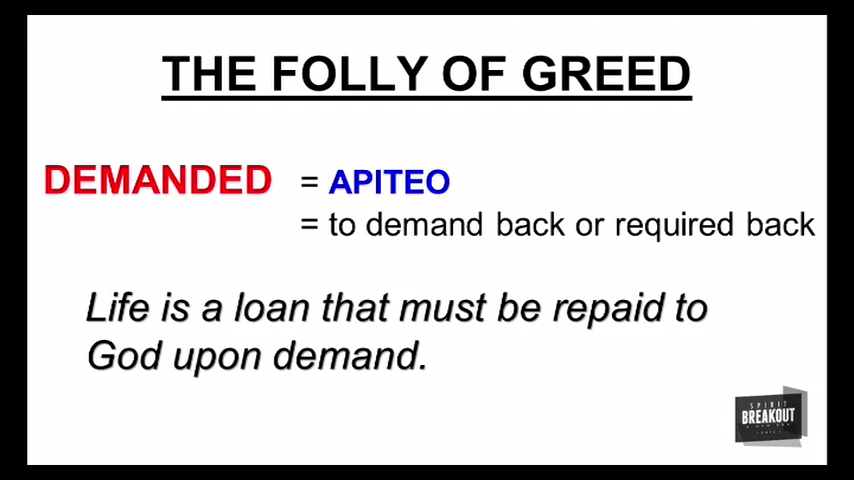 THE FOLLY OF GREED
DEMANDED = APITEO
= to demand back or required back
Life is a loan that must be repaid to
God upon demand.
SPIRIT
BREAKOUT